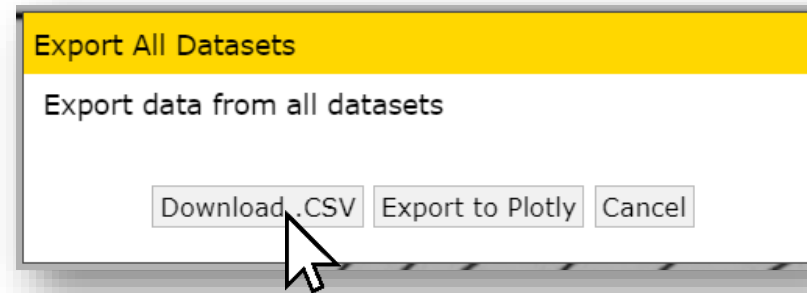 Export All Datasets
Export data from all datasets
Download .CSV Export to Plotly Cancel